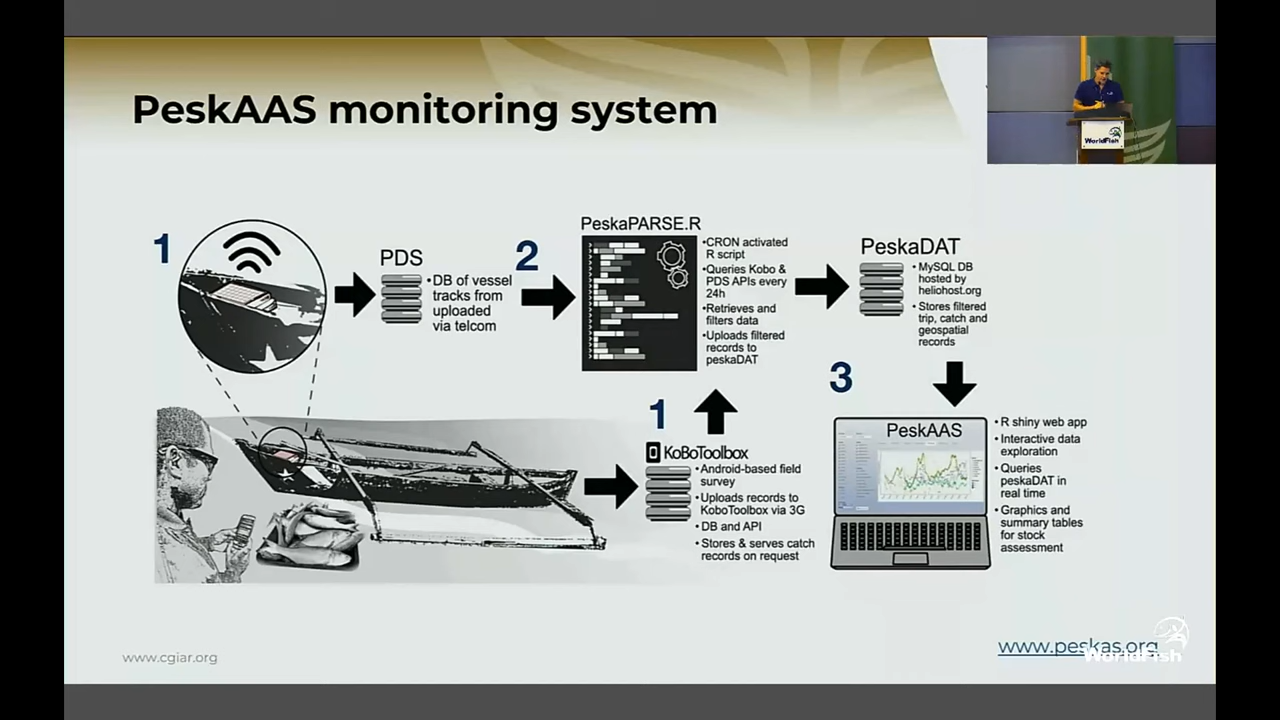 PeskAAS monitoring system
WorldFish
1
PDS
•DB of vessel
tracks from
uploaded
via telcom
2
PeskaPARSE.R
•CRON activated
R script
•Queries Kobo &
PDS APIs every
24h
•Retrieves and
filters data
•Uploads filtered
records to
peskaDAT
PeskaDAT
•MySQL DB
hosted by
heliohost.org
•Stores filtered
trip, catch and
geospatial
records
1
KoBoToolbox
•Android-based field
survey
•Uploads records to
KoboToolbox via 3G
•DB and API
•Stores & serves catch
records on request
3
PeskAAS
•R shiny web app
•Interactive data
exploration
•Queries
peskaDAT in
real time
•Graphics and
summary tables
for stock
assessment
www.cgiar.org
www.peskas.org
WorldFish